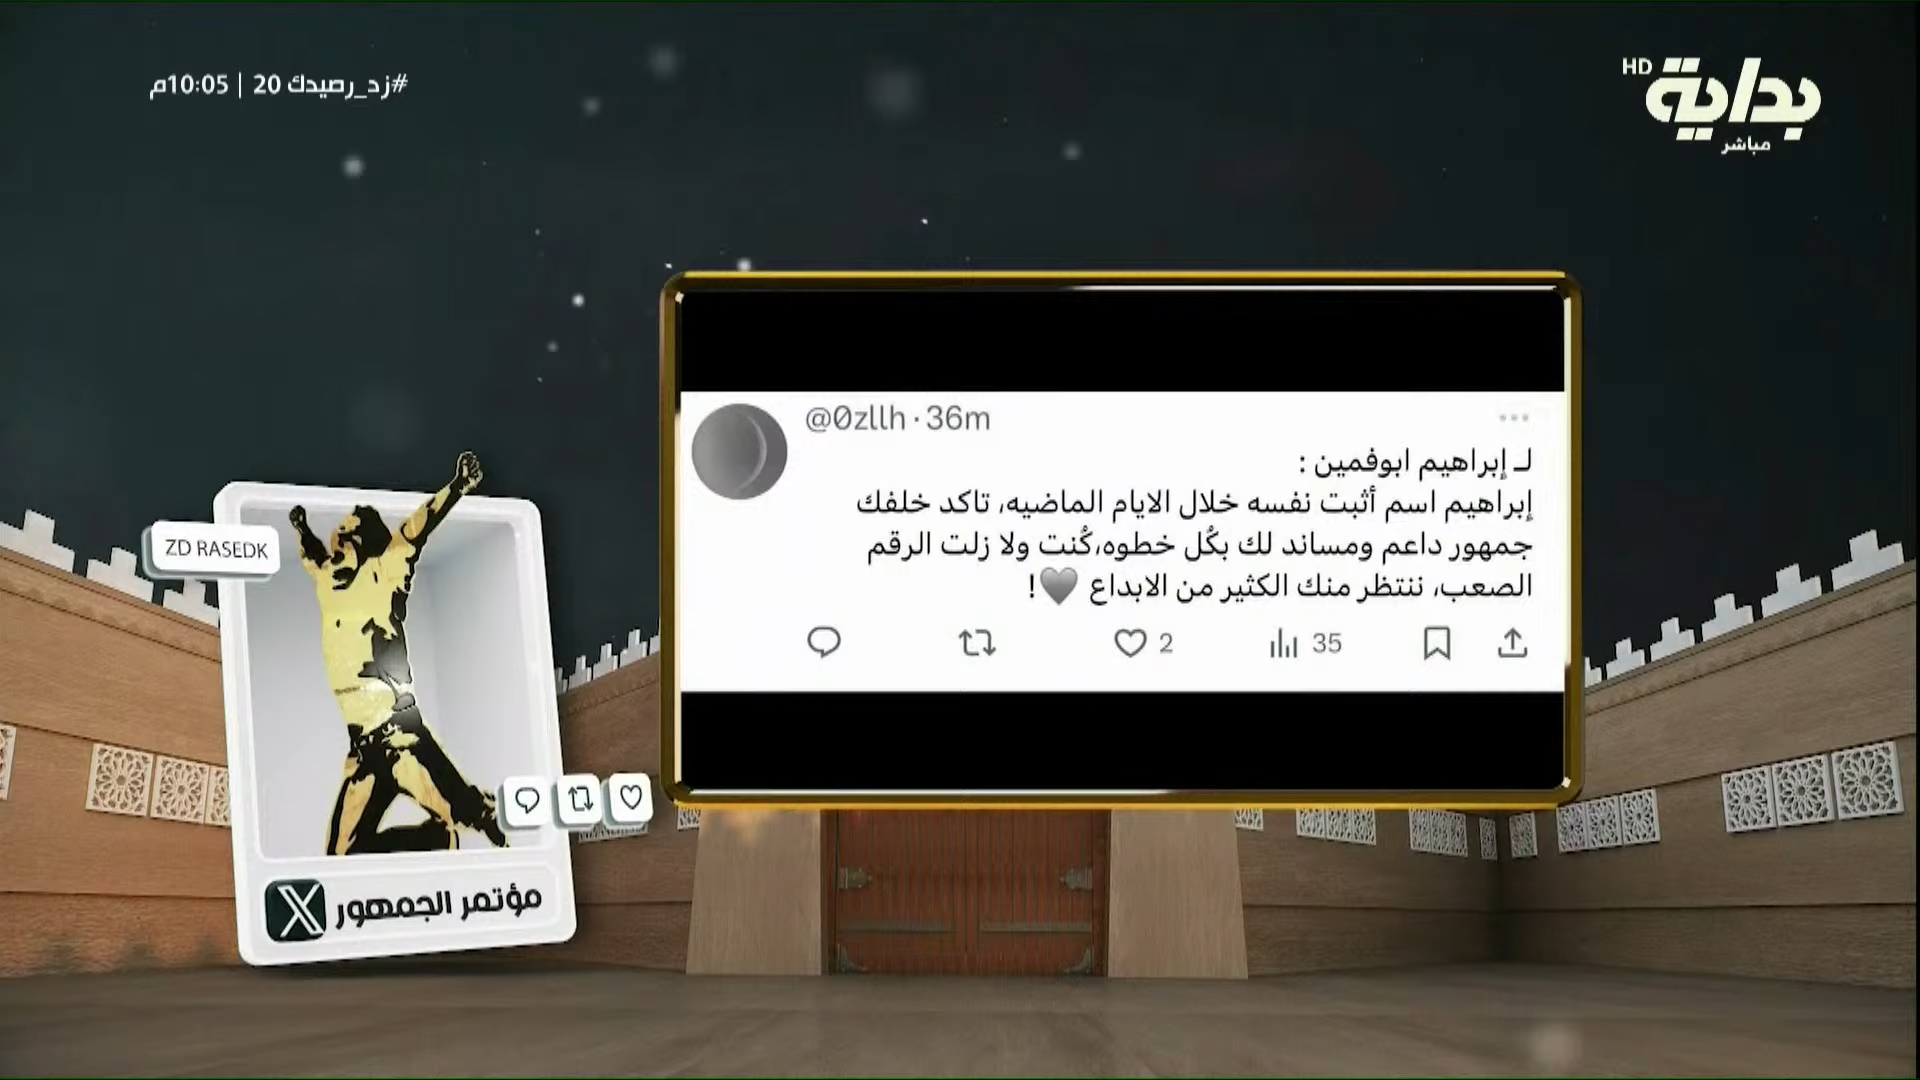 #زد_رصيدك 20 | 10:05م
HD
بداية
مباشر
@0zllh · 36m
لـ إبراهيم ابوفمين :
إبراهيم اسم أثبت نفسه خلال الايام الماضيه، تاكد خلفك
جمهور داعم ومساند لك بكُل خطوه،كُنت ولا زلت الرقم
الصعب، ننتظر منك الكثير من الابداع 🩶!
2
35
ZD RASEDK
مؤتمر الجمهور X